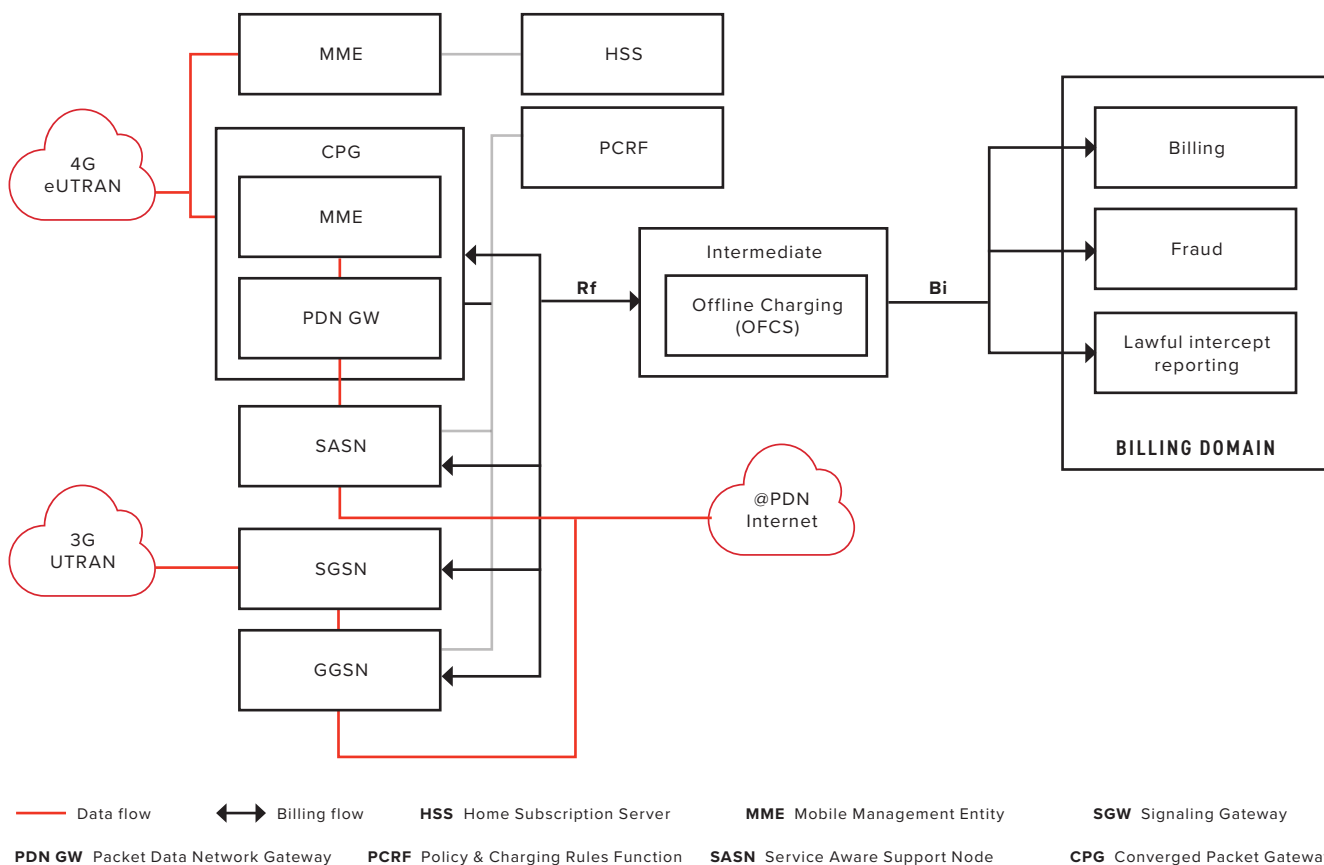 MME
HSS
PCRF
4G
eUTRAN
CPG
MME
PDN GW
Intermediate
Offline Charging
(OFCS)
Rf
Bi
Billing
Fraud
Lawful intercept
reporting
BILLING DOMAIN
SASN
@PDN
Internet
3G
UTRAN
SGSN
GGSN
Data flow
Billing flow
HSS Home Subscription Server
MME Mobile Management Entity
SGW Signaling Gateway
PDN GW Packet Data Network Gateway
PCRF Policy & Charging Rules Function
SASN Service Aware Support Node
CPG Converged Packet